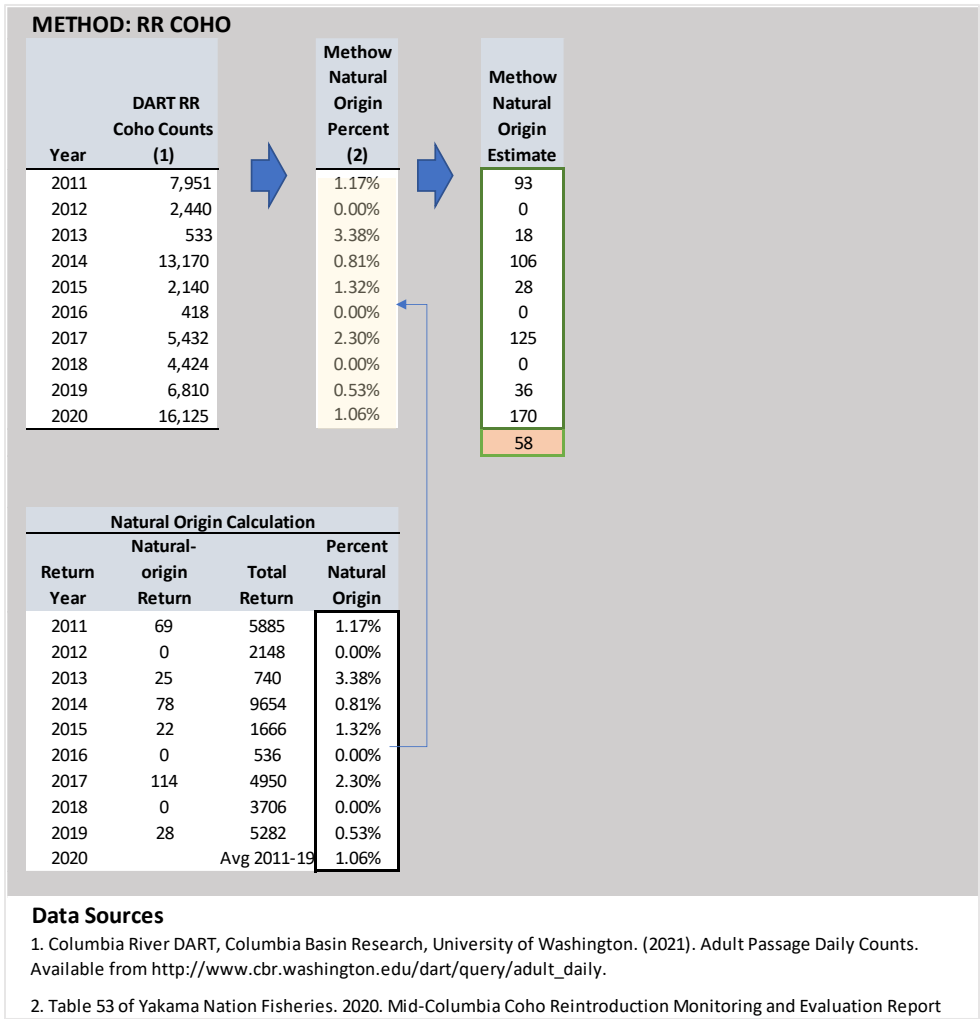 METHOD: RR COHO
Year DART RR Coho Counts (1) Methow Natural Origin Percent (2) Methow Natural Origin Estimate
2011 7,951 1.17% 93
2012 2,440 0.00% 0
2013 533 3.38% 18
2014 13,170 0.81% 106
2015 2,140 1.32% 28
2016 418 0.00% 0
2017 5,432 2.30% 125
2018 4,424 0.00% 0
2019 6,810 0.53% 36
2020 16,125 1.06% 170
58
Natural Origin Calculation
Return Year Natural-origin Return Total Return Percent Natural Origin
2011 69 5885 1.17%
2012 0 2148 0.00%
2013 25 740 3.38%
2014 78 9654 0.81%
2015 22 1666 1.32%
2016 0 536 0.00%
2017 114 4950 2.30%
2018 0 3706 0.00%
2019 28 5282 0.53%
2020 Avg 2011-19 1.06%
Data Sources
1. Columbia River DART, Columbia Basin Research, University of Washington. (2021). Adult Passage Daily Counts.
Available from http://www.cbr.washington.edu/dart/query/adult_daily.
2. Table 53 of Yakama Nation Fisheries. 2020. Mid-Columbia Coho Reintroduction Monitoring and Evaluation Report